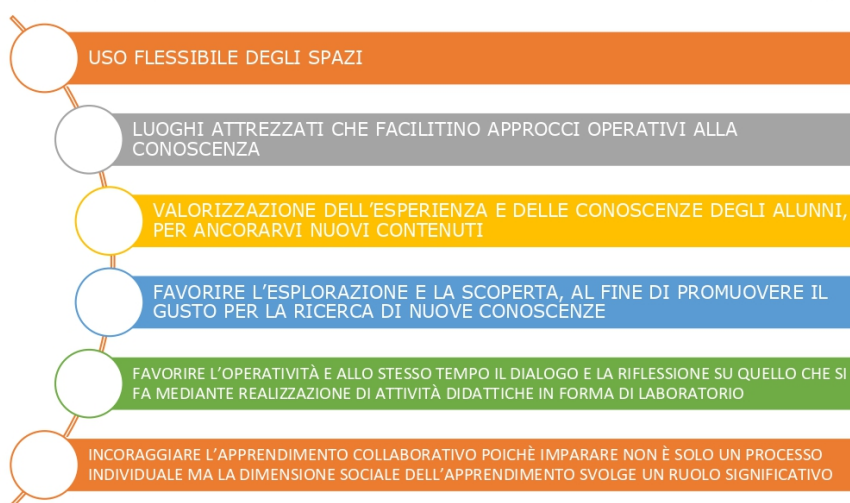 USO FLESSIBILE DEGLI SPAZI
LUOGHI ATTREZZATI CHE FACILITINO APPROCCI OPERATIVI ALLA
CONOSCENZA
VALORIZZAZIONE DELL’ESPERIENZA E DELLE CONOSCENZE DEGLI ALUNNI,
PER ANCORARVI NUOVI CONTENUTI
FAVORIRE L’ESPLORAZIONE E LA SCOPERTA, AL FINE DI PROMUOVERE IL
GUSTO PER LA RICERCA DI NUOVE CONOSCENZE
FAVORIRE L’OPERATIVITÀ E ALLO STESSO TEMPO IL DIALOGO E LA RIFLESSIONE SU QUELLO CHE SI
FA MEDIANTE REALIZZAZIONE DI ATTIVITÀ DIDATTICHE IN FORMA DI LABORATORIO
INCORAGGIARE L’APPRENDIMENTO COLLABORATIVO POICHÈ IMPARARE NON È SOLO UN PROCESSO
INDIVIDUALE MA LA DIMENSIONE SOCIALE DELL’APPRENDIMENTO SVOLGE UN RUOLO SIGNIFICATIVO